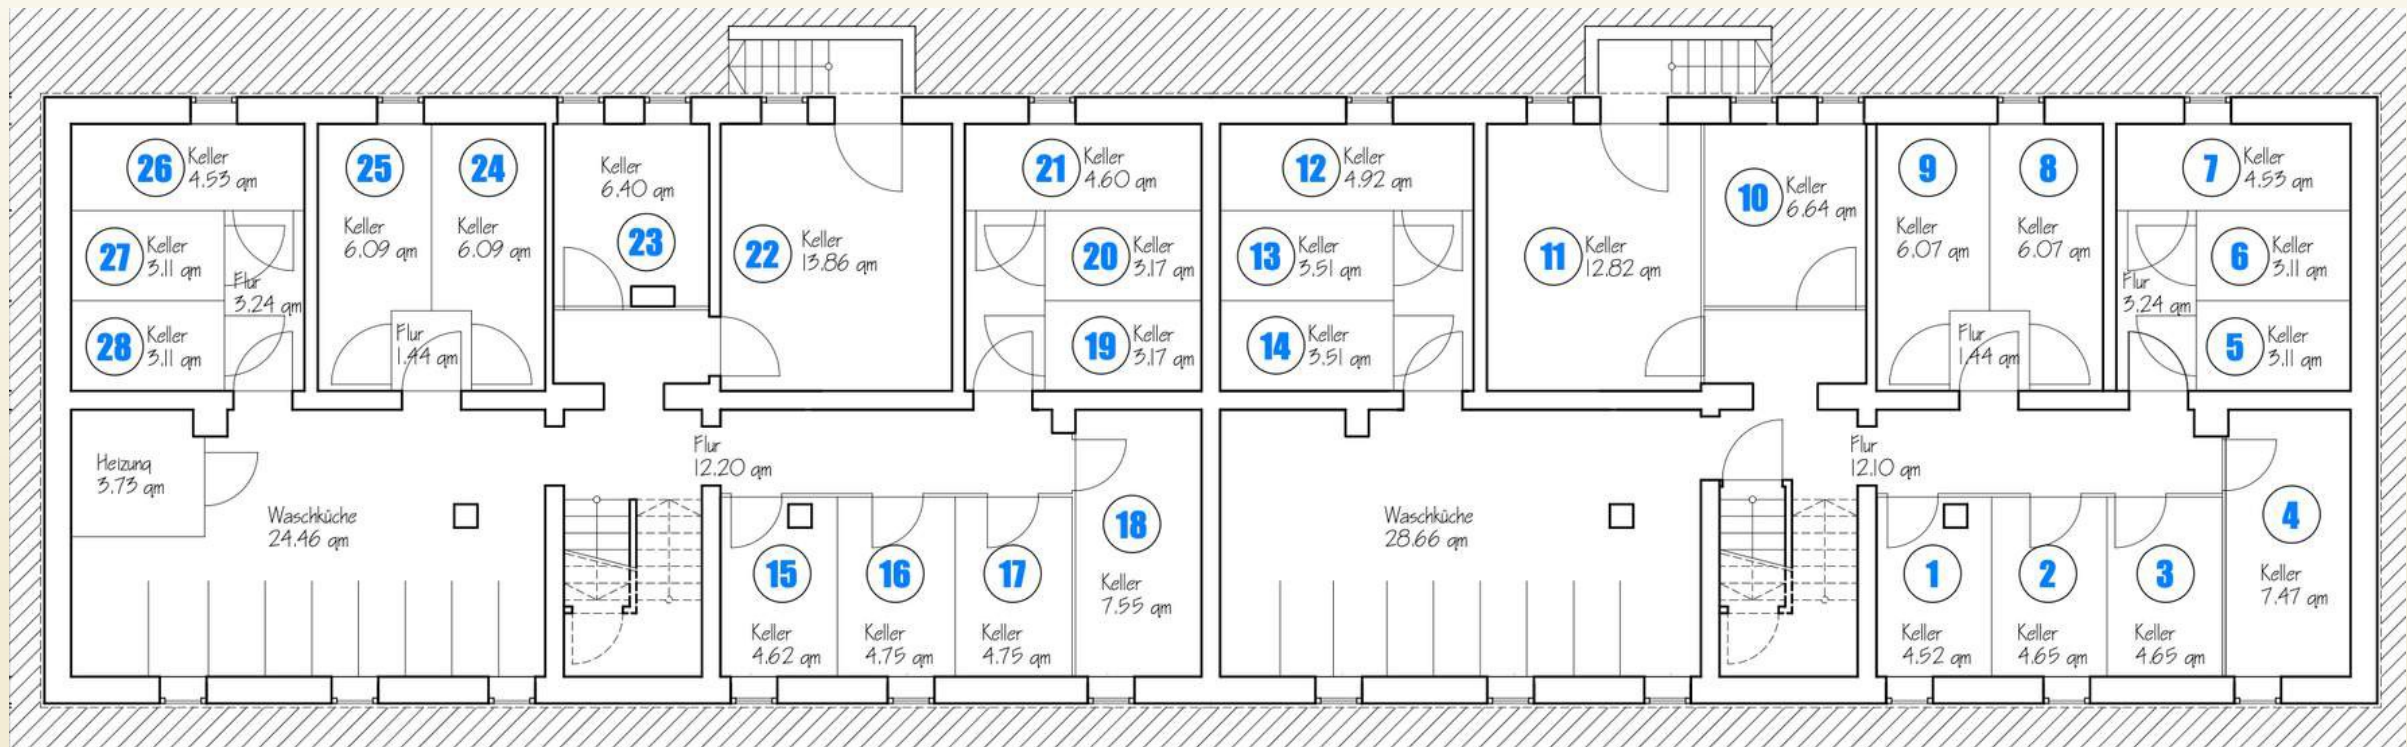 26
Keller
4.53 qm
27
Keller
3.11 qm
28
Keller
3.11 qm
Flur
3.24 qm
25
Keller
6.09 qm
24
Keller
6.09 qm
Flur
1.44 qm
Keller
6.40 qm
23
22
Keller
13.86 qm
21
Keller
4.60 qm
20
Keller
3.17 qm
19
Keller
3.17 qm
12
Keller
4.92 qm
13
Keller
3.51 qm
14
Keller
3.51 qm
11
Keller
12.82 qm
10
Keller
6.64 qm
9
Keller
6.07 qm
8
Keller
6.07 qm
Flur
1.44 qm
7
Keller
4.53 qm
6
Keller
3.11 qm
5
Keller
3.11 qm
Flur
3.24 qm
Heizung
3.73 qm
Waschküche
24.46 qm
Flur
12.20 qm
15
Keller
4.62 qm
16
Keller
4.75 qm
17
Keller
4.75 qm
18
Keller
7.55 qm
Waschküche
28.66 qm
Flur
12.10 qm
1
Keller
4.52 qm
2
Keller
4.65 qm
3
Keller
4.65 qm
4
Keller
7.47 qm